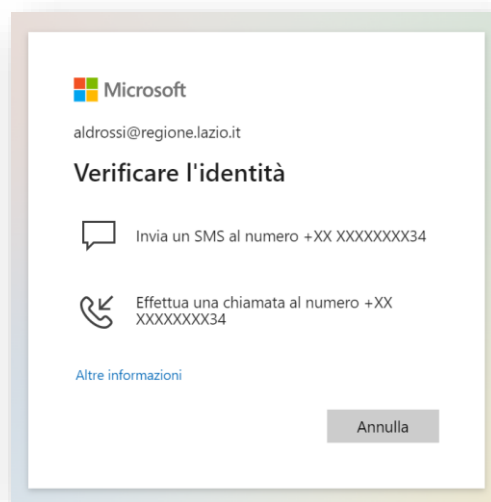 Microsoft
aldrossi@regione.lazio.it
Verificare l'identità
Invia un SMS al numero +XX XXXXXXXX34
Effettua una chiamata al numero +XX
XXXXXXXX34
Altre informazioni
Annulla